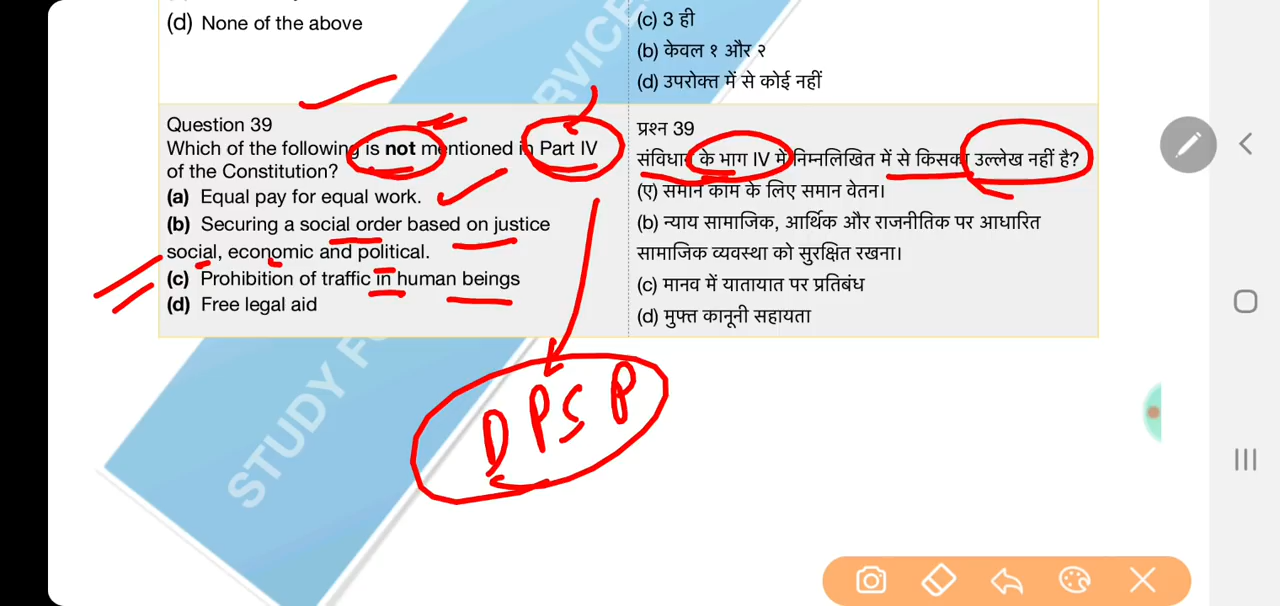 (d) None of the above
Question 39
Which of the following is not mentioned in Part IV
of the Constitution?
(a) Equal pay for equal work.
(b) Securing a social order based on justice
social, economic and political.
(c) Prohibition of traffic in human beings
(d) Free legal aid
(c) 3 ही
(b) केवल १ और २
(d) उपरोक्त में से कोई नहीं
प्रश्न 39
संविधान के भाग IV में निम्नलिखित में से किसका उल्लेख नहीं है?
(ए) समान काम के लिए समान वेतन।
(b) न्याय सामाजिक, आर्थिक और राजनीतिक पर आधारित
सामाजिक व्यवस्था को सुरक्षित रखना।
(c) मानव में यातायात पर प्रतिबंध
(d) मुफ्त कानूनी सहायता
DPSP
STUDY FO
RVICES